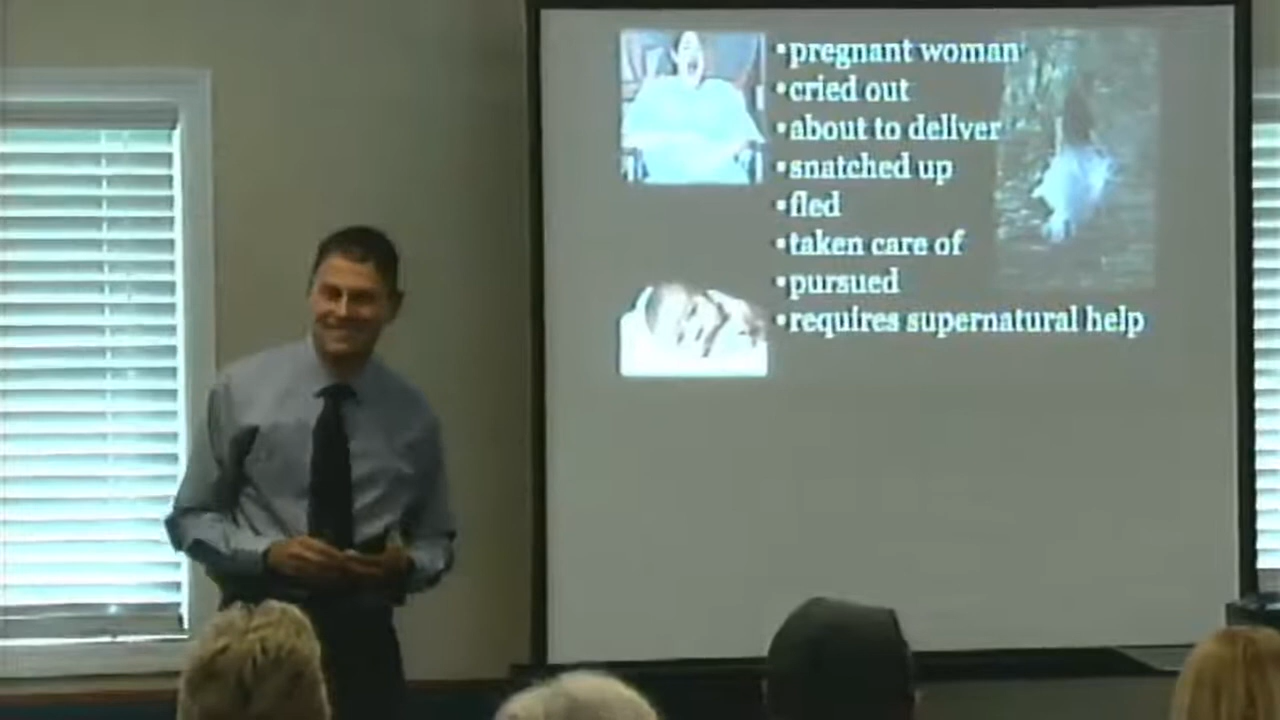 •pregnant woman
•cried out
•about to deliver
•snatched up
•fled
•taken care of
•pursued
•requires supernatural help